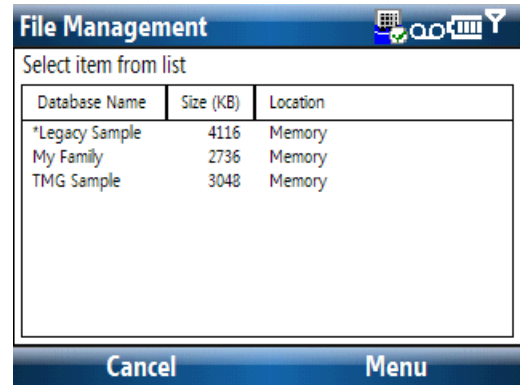 File Management
Select item from list
Database Name Size (KB) Location
*Legacy Sample 4116 Memory
My Family 2736 Memory
TMG Sample 3048 Memory
Cancel Menu